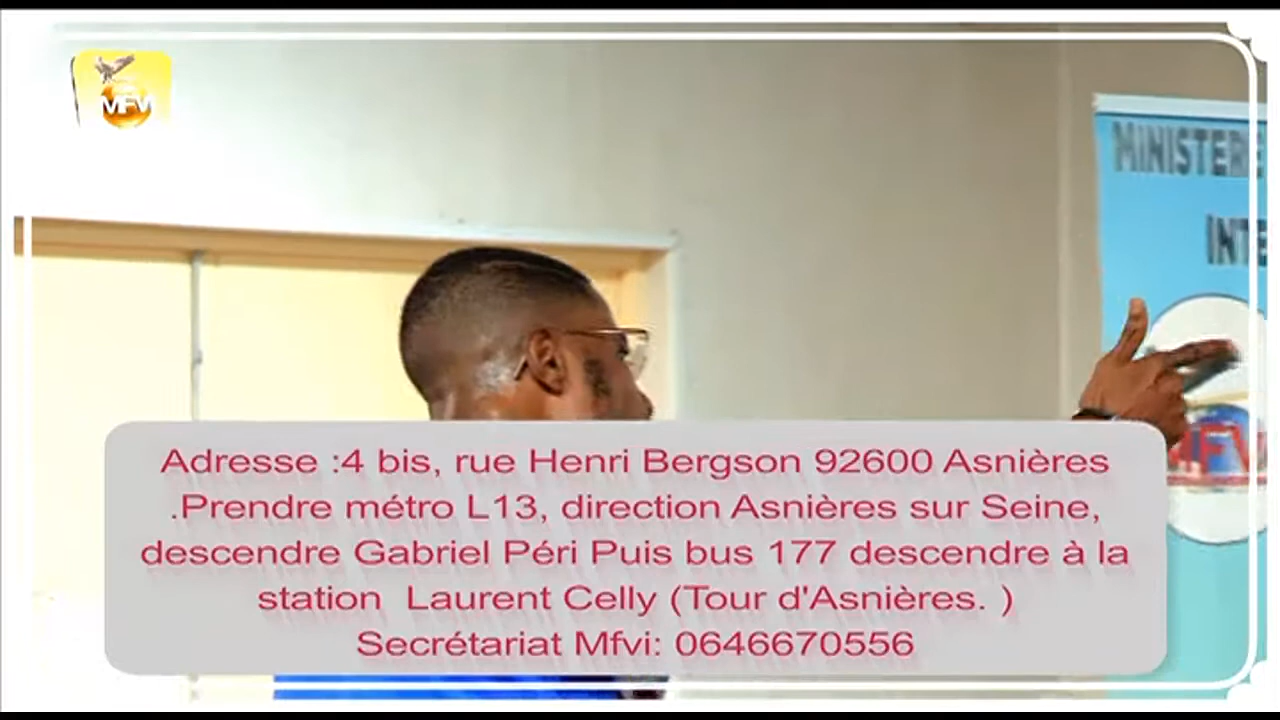 MFVI
MINISTERE
INTE
Adresse :4 bis, rue Henri Bergson 92600 Asnières
.Prendre métro L13, direction Asnières sur Seine,
descendre Gabriel Péri Puis bus 177 descendre à la
station  Laurent Celly (Tour d'Asnières. )
Secrétariat Mfvi: 0646670556